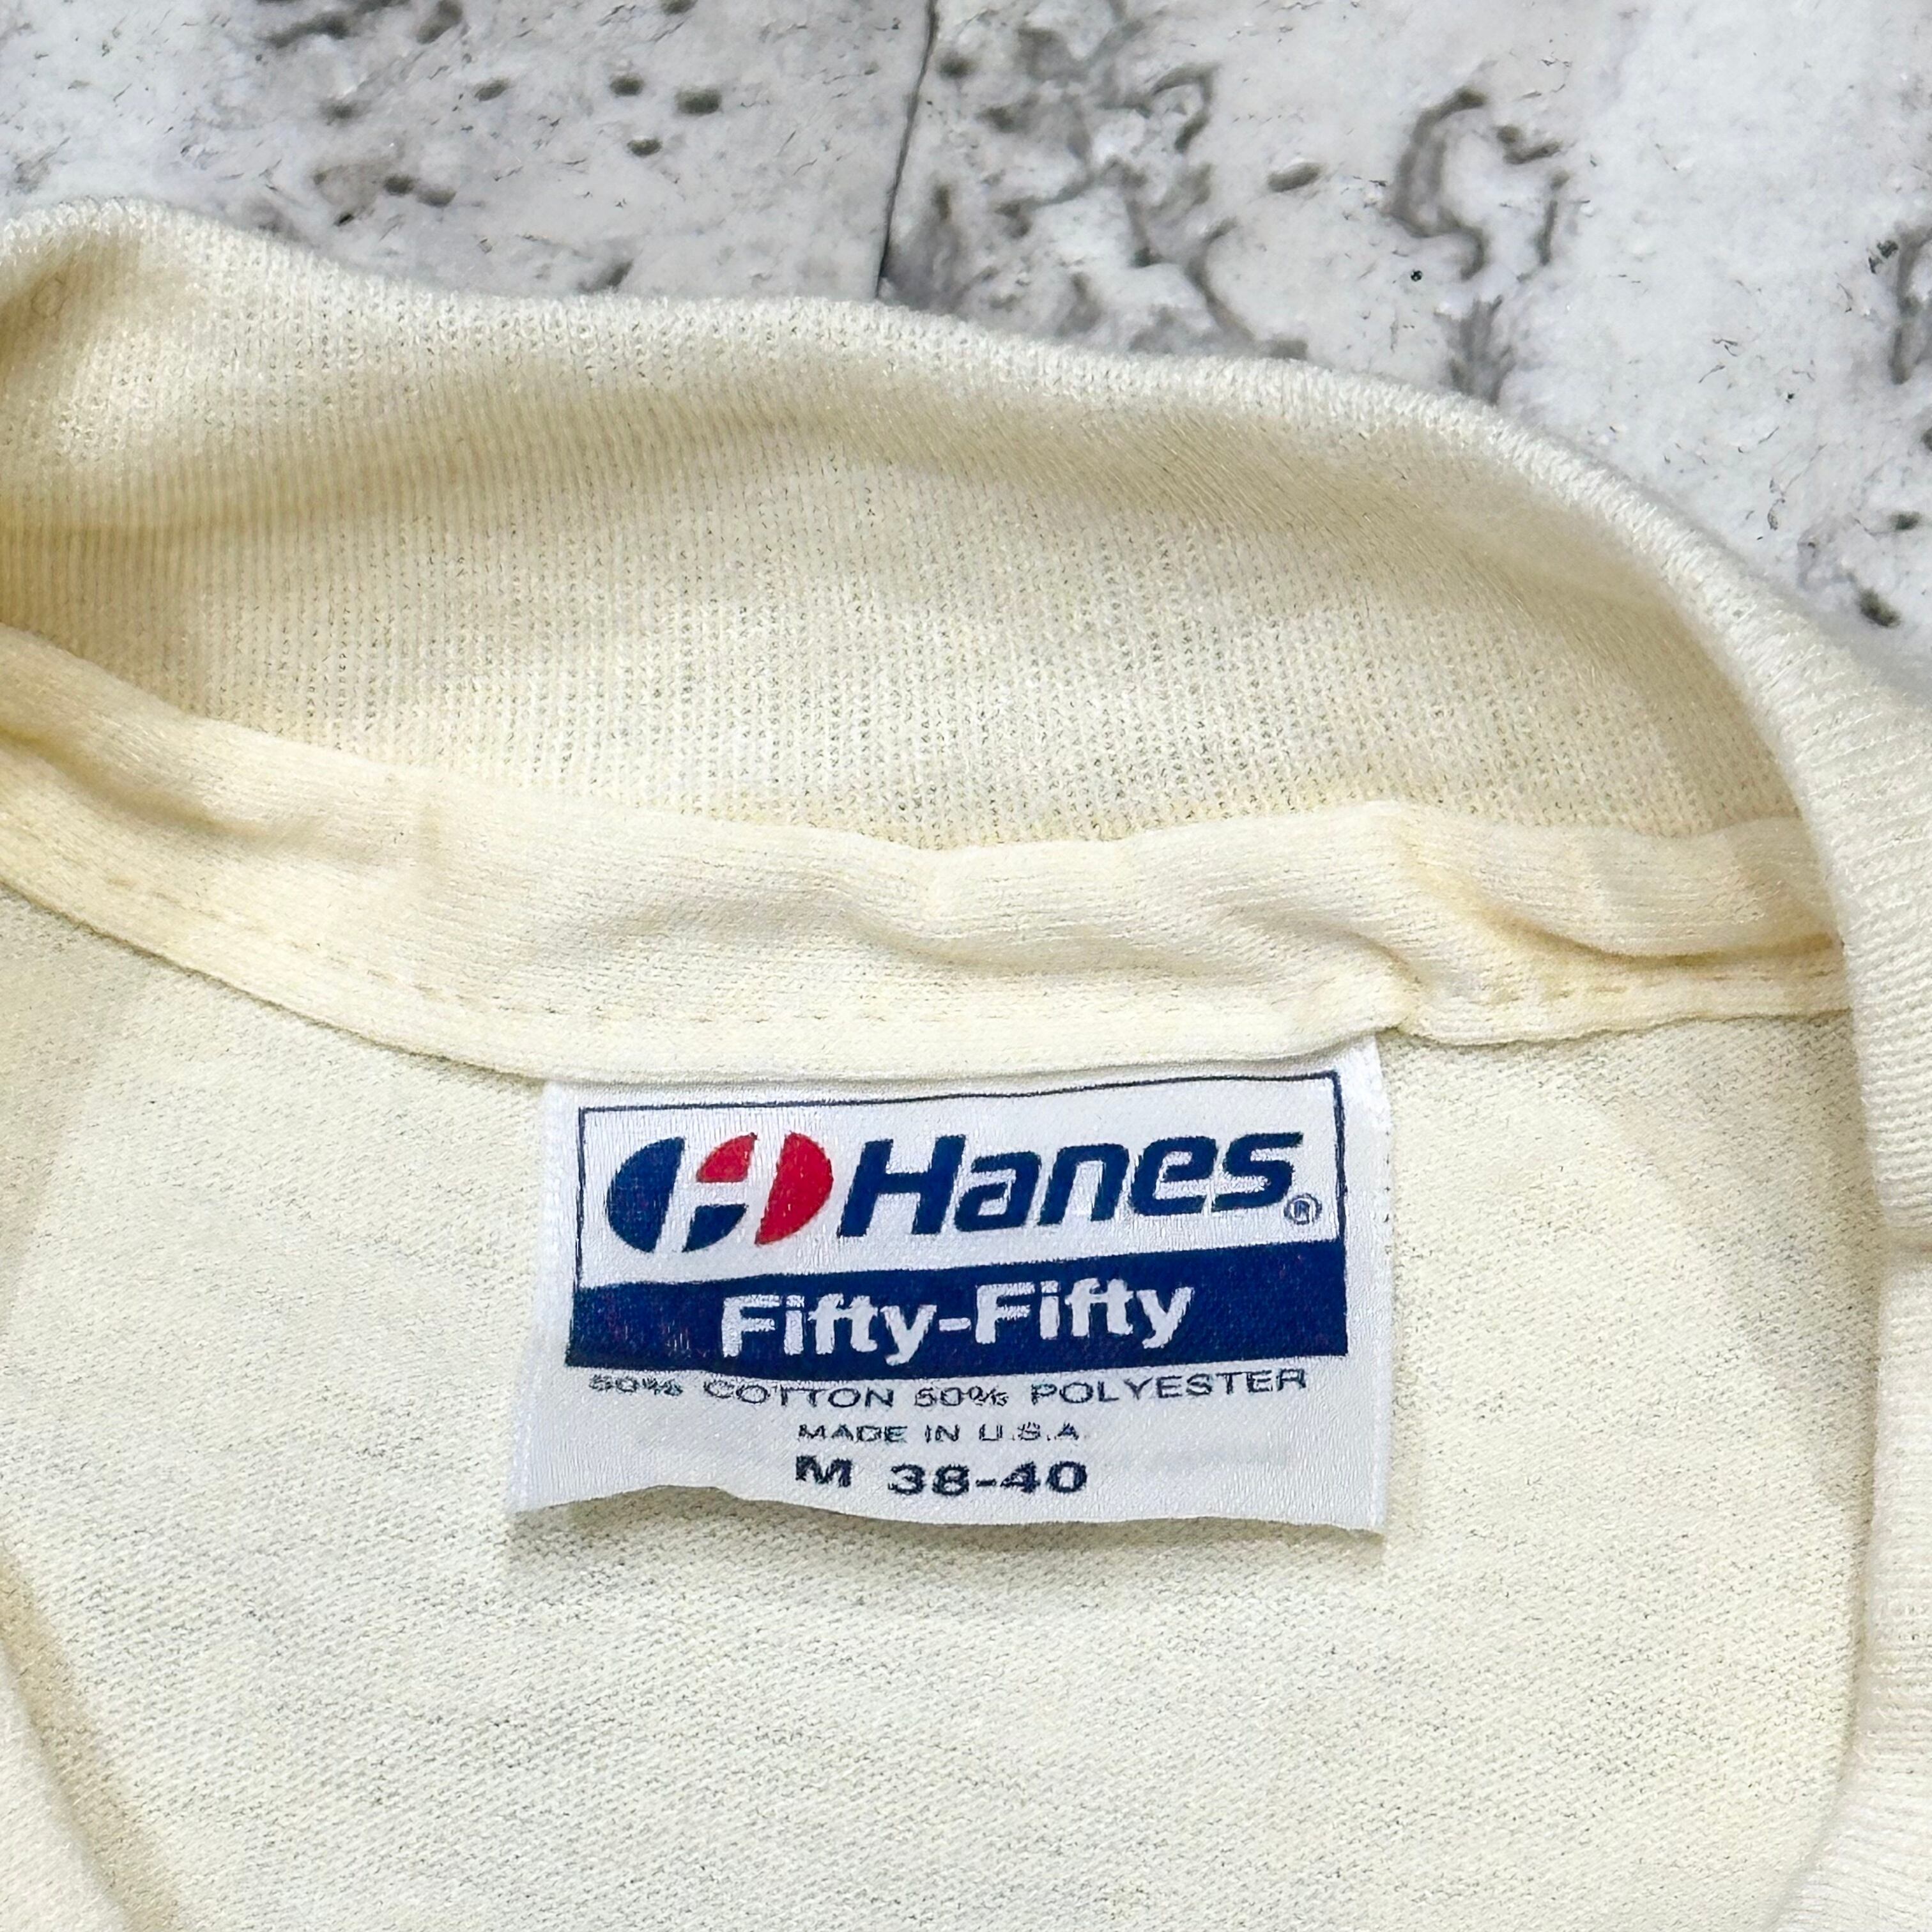 Hanes®
Fifty-Fifty
50% COTTON 50% POLYESTER
MADE IN U.S.A.
M 38-40